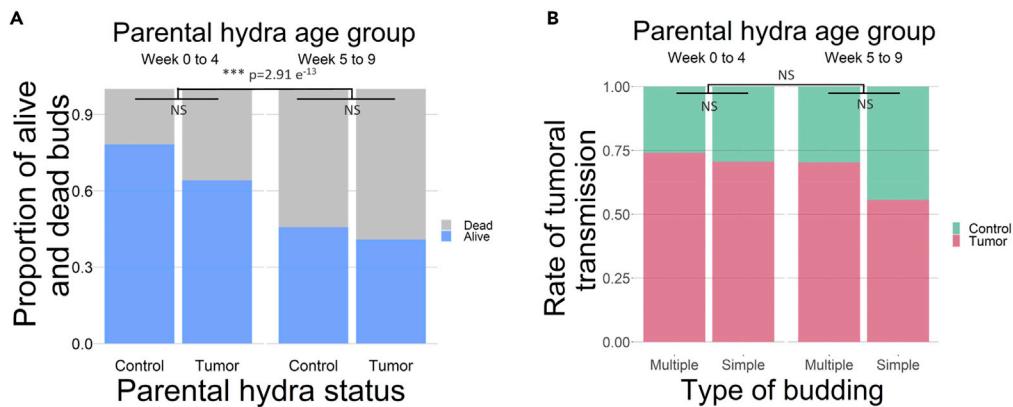 A
Parental hydra age group
Week 0 to 4 Week 5 to 9
*** p=2.91 e-13
NS NS
Proportion of alive
and dead buds
0.9
0.6
0.3
0.0
Dead
Alive
Control Tumor Control Tumor
Parental hydra status
B
Parental hydra age group
Week 0 to 4 Week 5 to 9
NS
NS NS
Rate of tumoral
transmission
1.00
0.75
0.50
0.25
0.00
Control
Tumor
Multiple Simple Multiple Simple
Type of budding